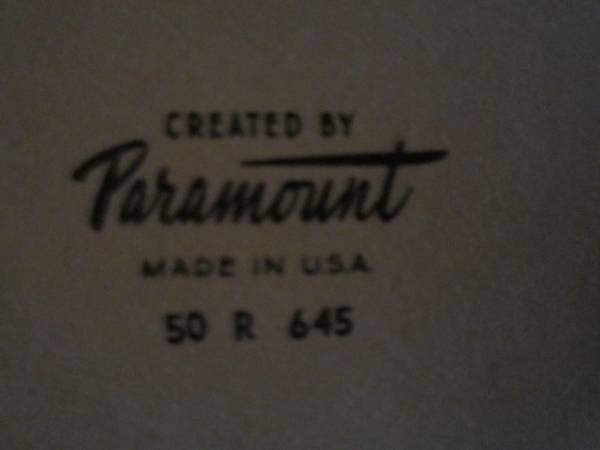 CREATED BY
Paramount
MADE IN U.S.A.
50 R 645